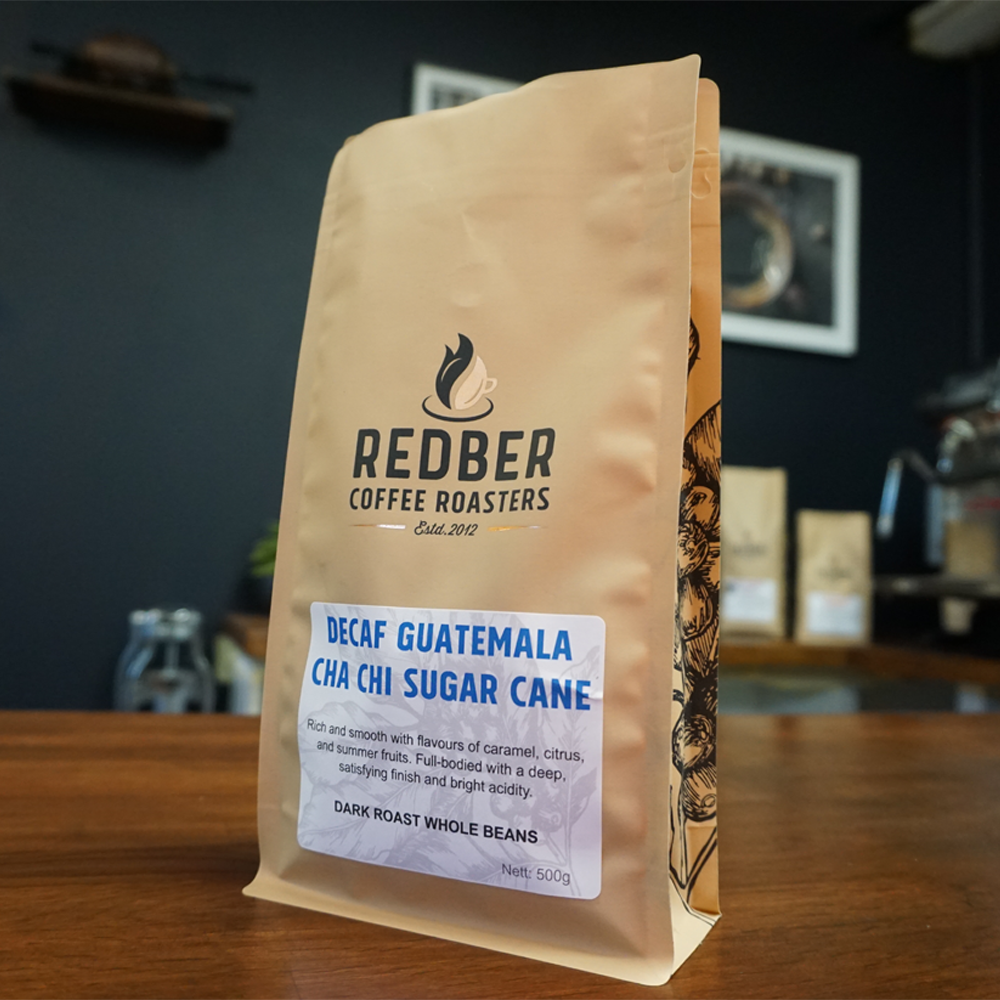 REDBER
COFFEE ROASTERS
Estd.2012
DECAF GUATEMALA
CHA CHI SUGAR CANE
Rich and smooth with flavours of caramel, citrus,
and summer fruits. Full-bodied with a deep,
satisfying finish and bright acidity.
DARK ROAST WHOLE BEANS
Nett: 500g